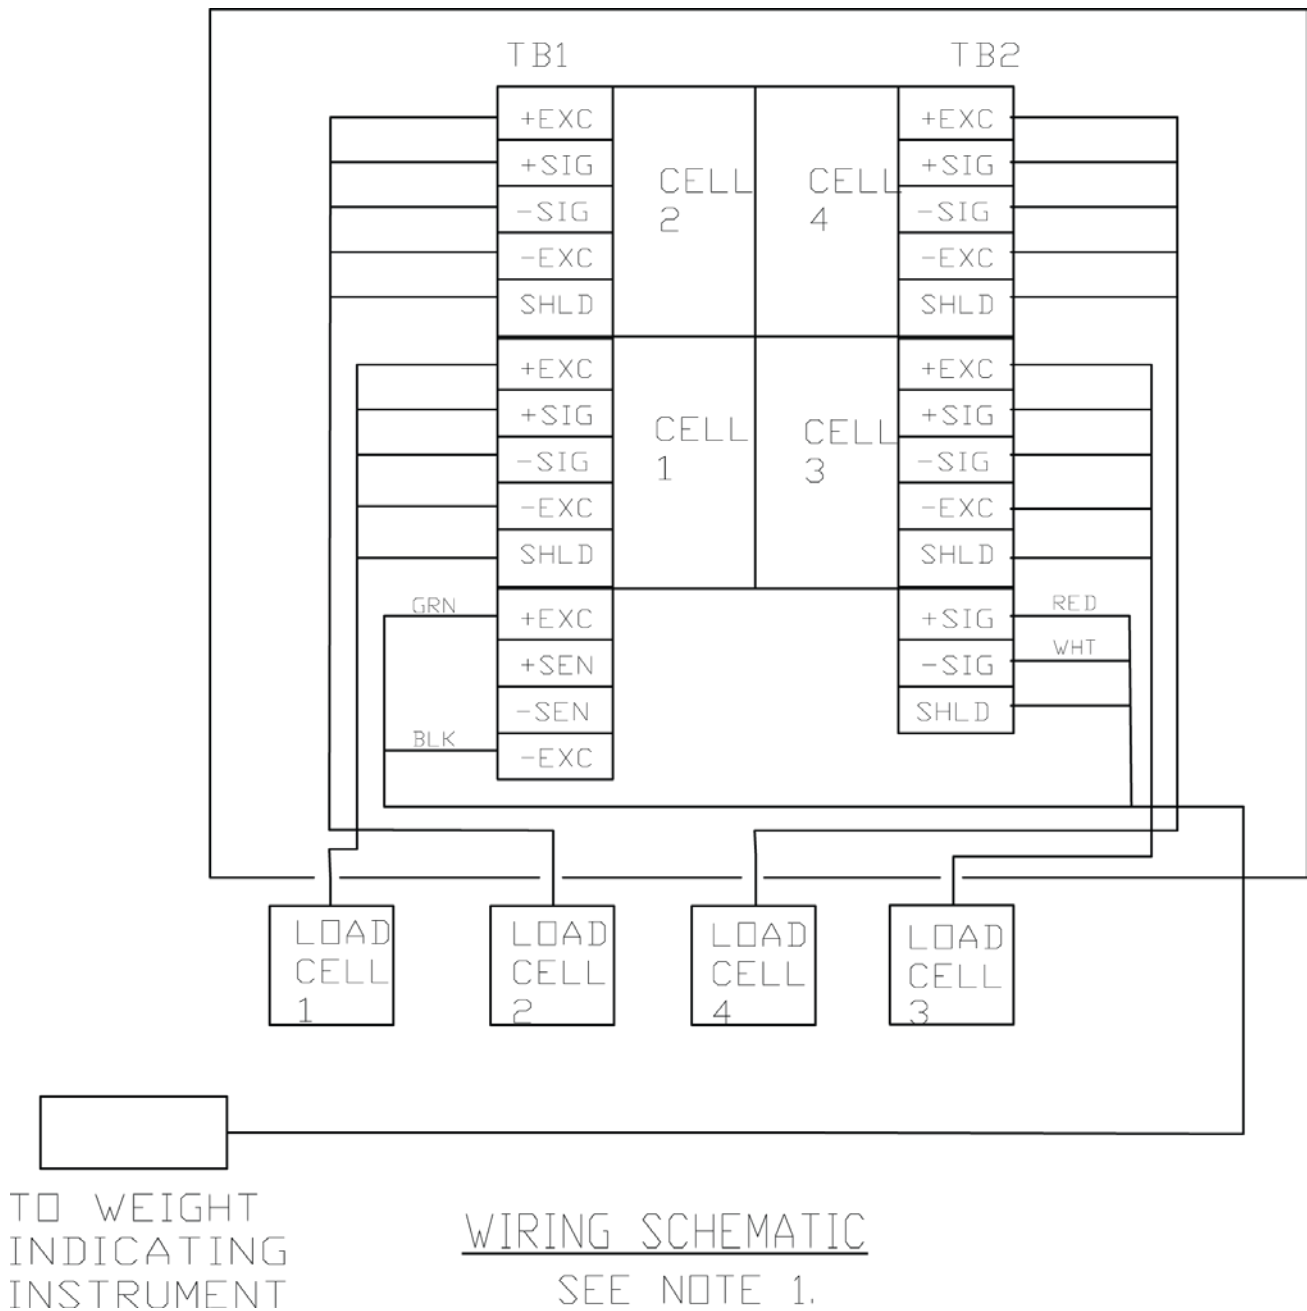 TB1
TB2
+EXC
+SIG
-SIG
-EXC
SHLD
CELL
2
CELL
4
+EXC
+SIG
-SIG
-EXC
SHLD
+EXC
+SIG
-SIG
-EXC
SHLD
CELL
1
CELL
3
+EXC
+SIG
-SIG
-EXC
SHLD
GRN
+EXC
+SEN
-SEN
BLK
-EXC
+SIG
RED
-SIG
WHT
SHLD
LOAD
CELL
1
LOAD
CELL
2
LOAD
CELL
4
LOAD
CELL
3
TO WEIGHT
INDICATING
INSTRUMENT
WIRING SCHEMATIC
SEE NOTE 1.